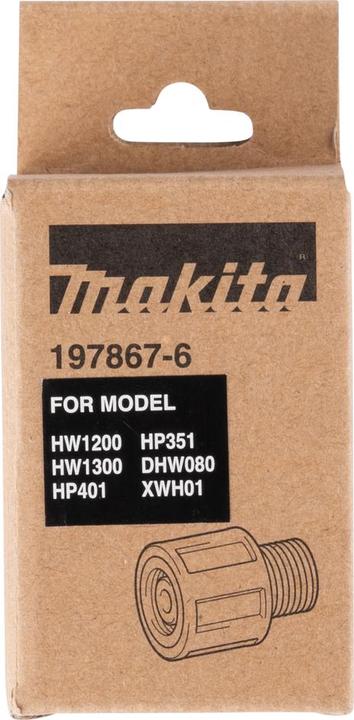 makita®
197867-6
FOR MODEL
HW1200 HP351
HW1300 DHW080
HP401 XWH01